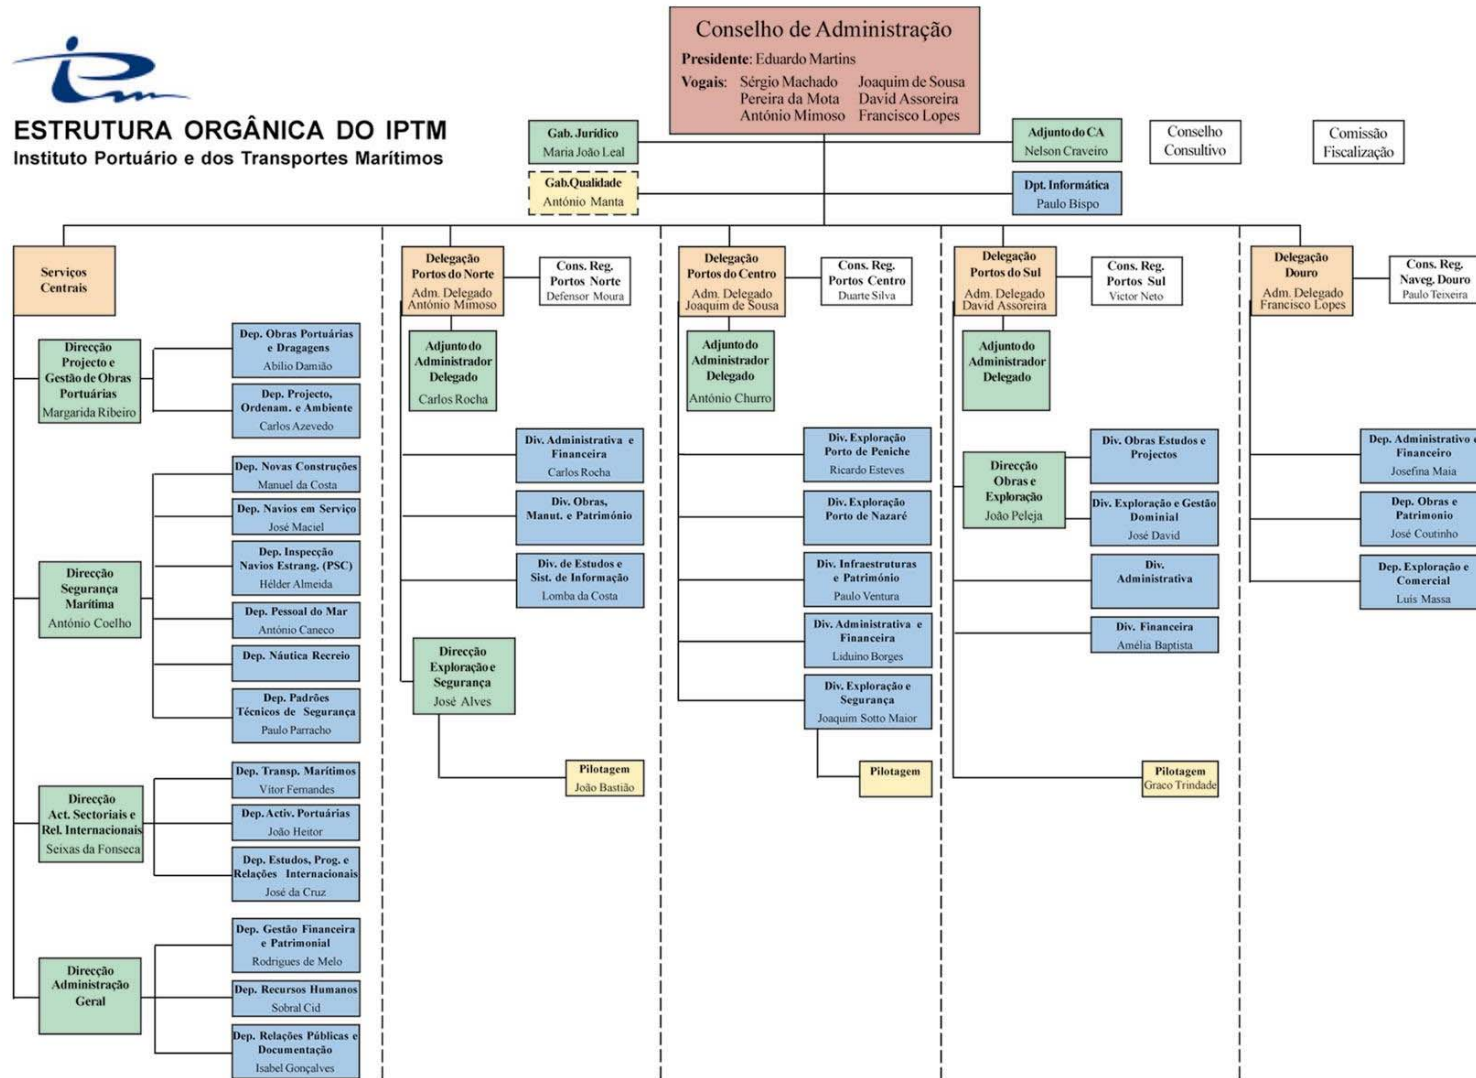 Conselho de Administração
Presidente: Eduardo Martins
Vogais: Sérgio Machado Joaquim de Sousa
Pereira da Mota David Assoreira
António Mimoso Francisco Lopes
ESTRUTURA ORGÂNICA DO IPTM
Instituto Portuário e dos Transportes Marítimos
Gab. Jurídico
Maria João Leal
Adjunto do CA
Nelson Craveiro
Conselho
Consultivo
Comissão
Fiscalização
Gab.Qualidade
António Manta
Dpt. Informática
Paulo Bispo
Serviços
Centrais
Direcção
Projecto e
Gestão de Obras
Portuárias
Margarida Ribeiro
Dep. Obras Portuárias
e Dragagens
Abílio Damião
Dep. Projecto,
Ordenam. e Ambiente
Carlos Azevedo
Direcção
Segurança
Marítima
António Coelho
Dep. Novas Construções
Manuel da Costa
Dep. Navios em Serviço
José Maciel
Dep. Inspecção
Navios Estrang. (PSC)
Hélder Almeida
Dep. Pessoal do Mar
António Caneco
Dep. Náutica Recreio
Dep. Padrões
Técnicos de Segurança
Paulo Parracho
Direcção
Act. Sectoriais e
Rel. Internacionais
Seixas da Fonseca
Dep. Transp. Marítimos
Vítor Fernandes
Dep. Activ. Portuárias
João Heitor
Dep. Estudos, Prog. e
Relações Internacionais
José da Cruz
Direcção
Administração
Geral
Dep. Gestão Financeira
e Patrimonial
Rodrigues de Melo
Dep. Recursos Humanos
Sobral Cid
Dep. Relações Públicas e
Documentação
Isabel Gonçalves
Delegação
Portos do Norte
Adm. Delegado
António Mimoso
Cons. Reg.
Portos Norte
Defensor Moura
Adjunto do
Administrador
Delegado
Carlos Rocha
Div. Administrativa e
Financeira
Carlos Rocha
Div. Obras,
Manut. e Património
Div. de Estudos e
Sist. de Informação
Lomba da Costa
Direcção
Exploração e
Segurança
José Alves
Pilotagem
João Bastião
Delegação
Portos do Centro
Adm. Delegado
Joaquim de Sousa
Cons. Reg.
Portos Centro
Duarte Silva
Adjunto do
Administrador
Delegado
António Churro
Div. Exploração
Porto de Peniche
Ricardo Esteves
Div. Exploração
Porto de Nazaré
Div. Infraestruturas
e Património
Paulo Ventura
Div. Administrativa e
Financeira
Liduíno Borges
Div. Exploração e
Segurança
Joaquim Sotto Maior
Pilotagem
Delegação
Portos do Sul
Adm. Delegado
David Assoreira
Cons. Reg.
Portos Sul
Victor Neto
Adjunto do
Administrador
Delegado
Direcção
Obras e
Exploração
João Peleja
Div. Obras Estudos e
Projectos
Div. Exploração e Gestão
Dominial
José David
Div.
Administrativa
Div. Financeira
Amélia Baptista
Pilotagem
Graco Trindade
Delegação
Douro
Adm. Delegado
Francisco Lopes
Cons. Reg.
Naveg. Douro
Paulo Teixeira
Dep. Administrativo e
Financeiro
Josefina Maia
Dep. Obras e
Patrimonio
José Coutinho
Dep. Exploração e
Comercial
Luís Massa